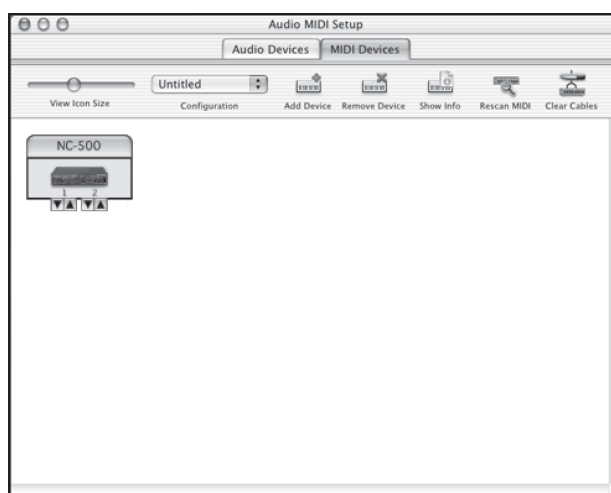 Audio MIDI Setup
Audio Devices MIDI Devices
Untitled
View Icon Size Configuration Add Device Remove Device Show Info Rescan MIDI Clear Cables
NC-500
1 2